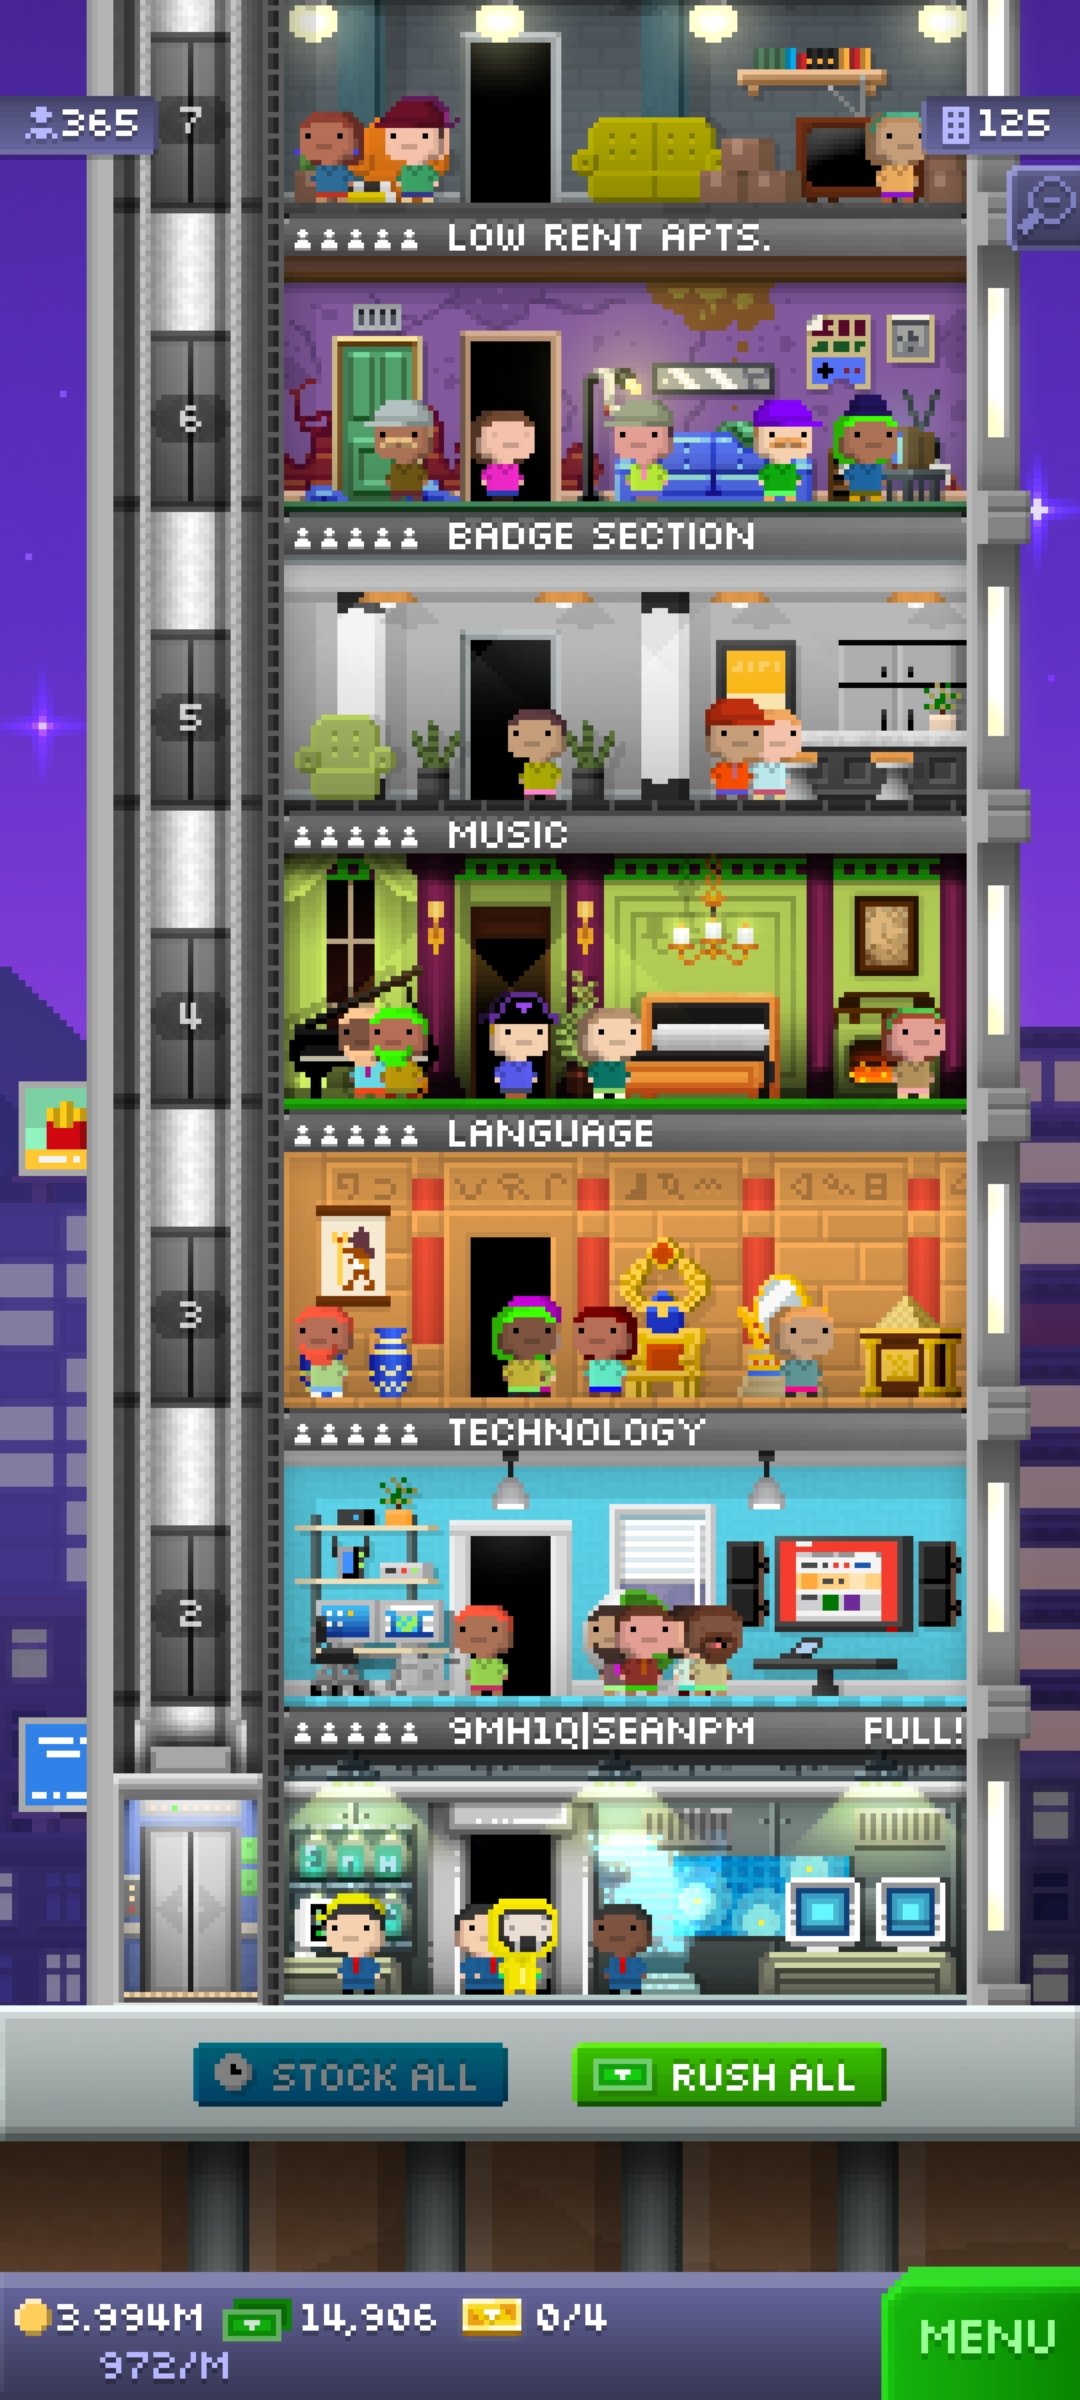 365
7
125
LOW RENT APTS.
6
BADGE SECTION
5
MUSIC
4
LANGUAGE
3
TECHNOLOGY
2
9MH1Q|SEANPM FULL!
STOCK ALL
RUSH ALL
3.994M 14,906 0/4
972/M
MENU